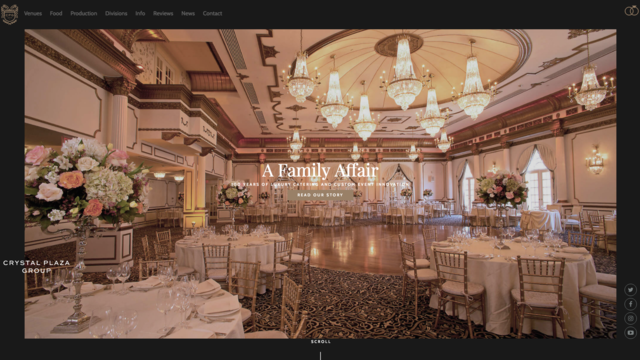 Venues Food Production Divisions Info Reviews News Contact
A Family Affair
YEARS OF LUXURY CATERING AND CUSTOM EVENT INNOVATION
READ OUR STORY
CRYSTAL PLAZA
GROUP
SCROLL